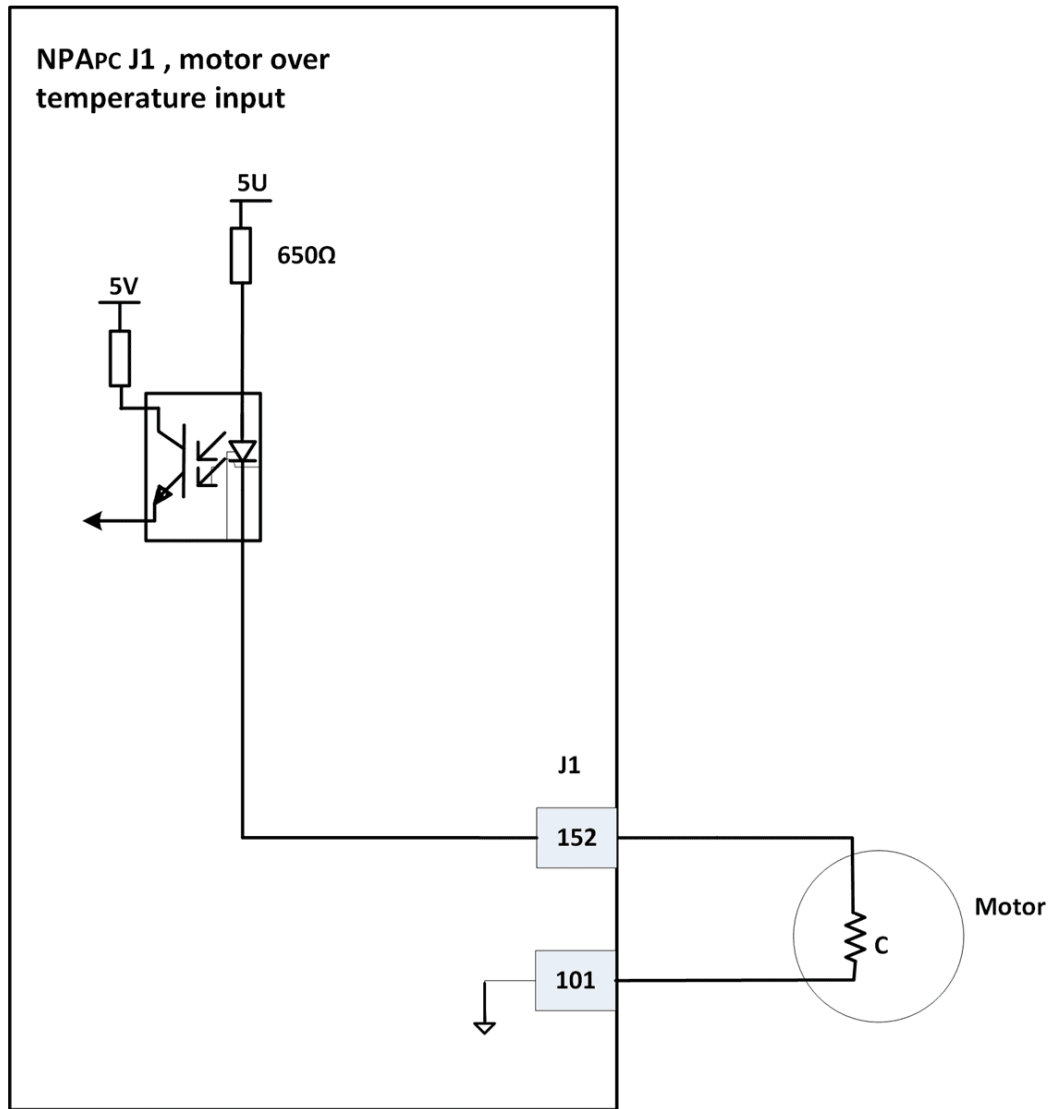 NPAPC J1 , motor over
temperature input
5U
650Ω
5V
J1
152
Motor
C
101